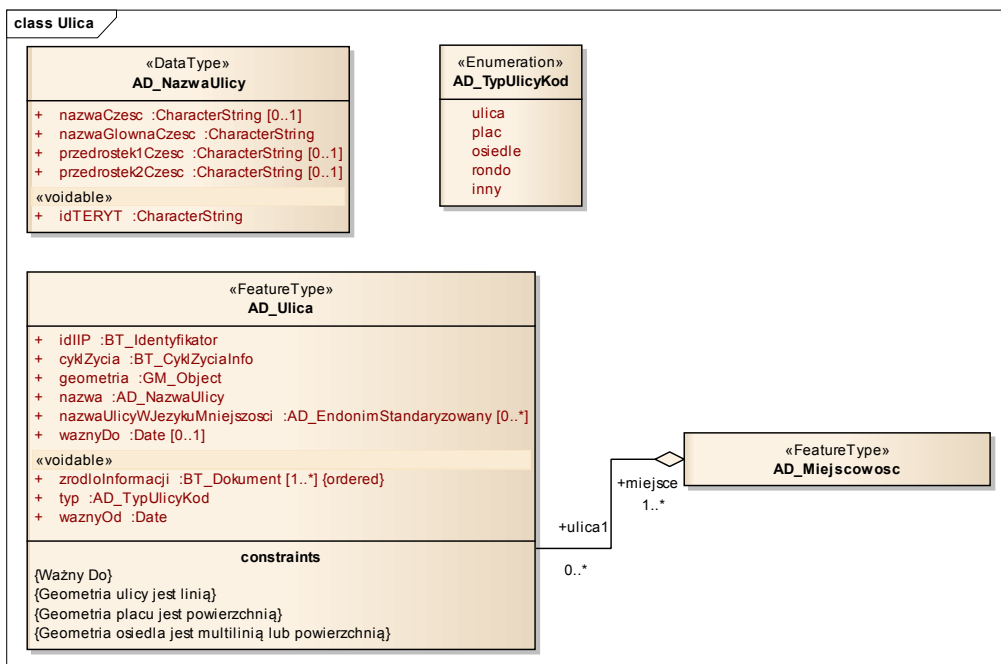 class Ulica
«DataType»
AD_NazwaUlicy
+ nazwaCzesc :CharacterString [0..1]
+ nazwaGlownaCzesc :CharacterString
+ przedrostek1Czesc :CharacterString [0..1]
+ przedrostek2Czesc :CharacterString [0..1]
«voidable»
+ idTERYT :CharacterString
«Enumeration»
AD_TypUlicyKod
ulica
plac
osiedle
rondo
inny
«FeatureType»
AD_Ulica
+ idIIP :BT_Identyfikator
+ cyklZycia :BT_CyklZyciaInfo
+ geometria :GM_Object
+ nazwa :AD_NazwaUlicy
+ nazwaUlicyWJezykuMniejszosci :AD_EndonimStandaryzowany [0..*]
+ waznyDo :Date [0..1]
«voidable»
+ zrodloInformacji :BT_Dokument [1..*] {ordered}
+ typ :AD_TypUlicyKod
+ waznyOd :Date
constraints
{Ważny Do}
{Geometria ulicy jest linią}
{Geometria placu jest powierzchnią}
{Geometria osiedla jest multilinią lub powierzchnią}
«FeatureType»
AD_Miejscowosc
+miejsce
1..*
+ulica1
0..*